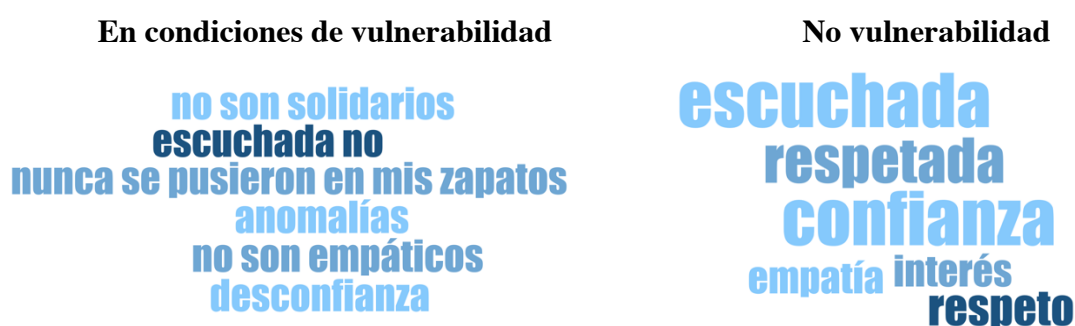 En condiciones de vulnerabilidad
no son solidarios
escuchada no
nunca se pusieron en mis zapatos
anomalías
no son empáticos
desconfianza
No vulnerabilidad
escuchada
respetada
confianza
empatía interés
respeto